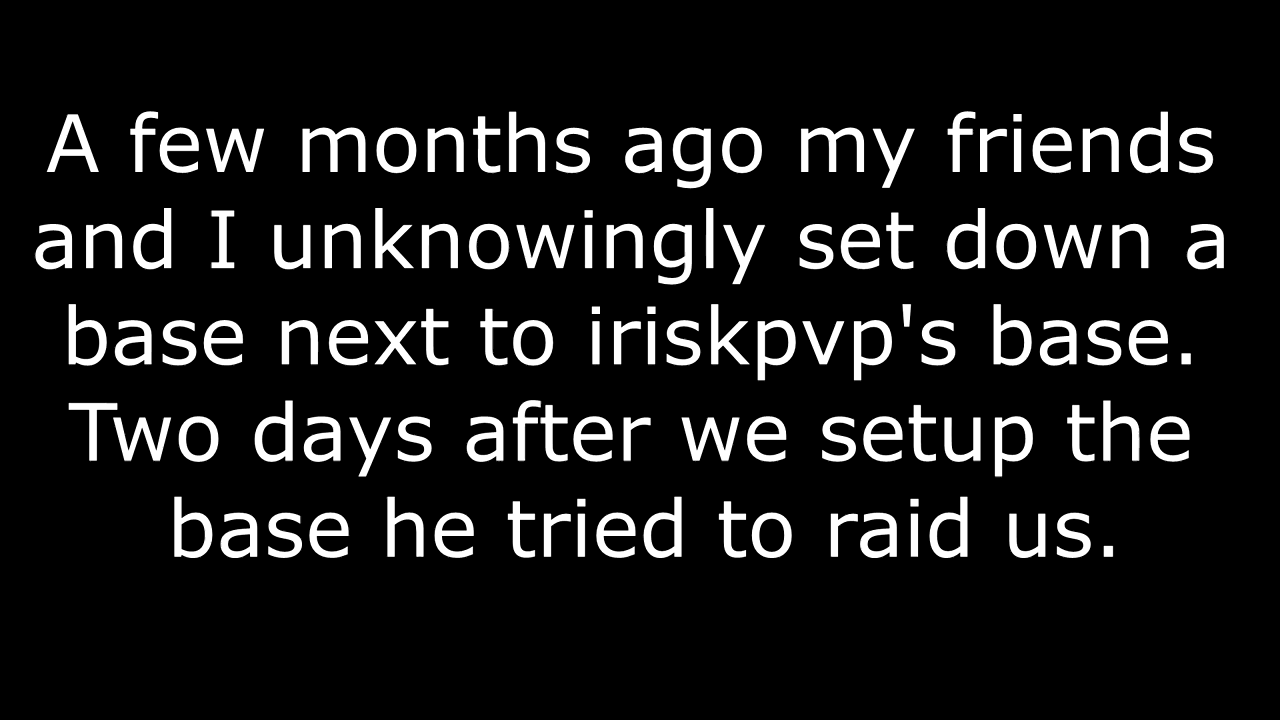 A few months ago my friends
and I unknowingly set down a
base next to iriskpvp's base.
Two days after we setup the
base he tried to raid us.